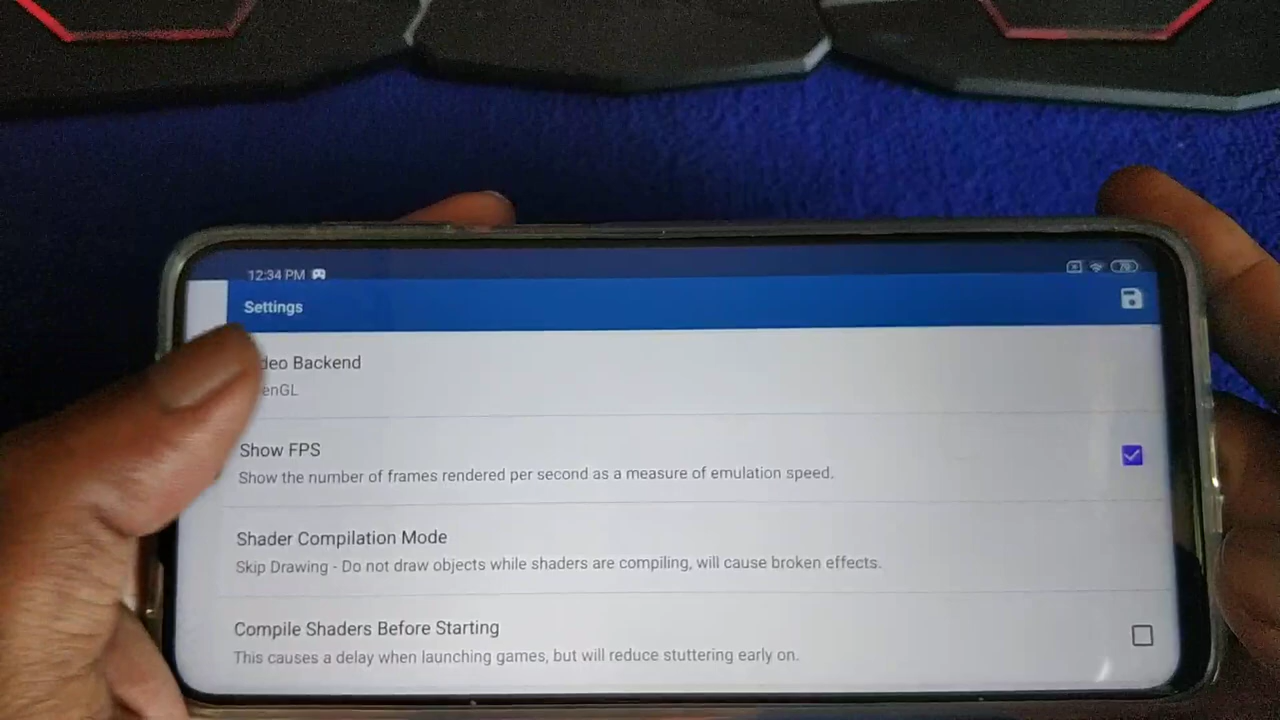 12:34 PM
70
Settings
deo Backend
enGL
Show FPS
Show the number of frames rendered per second as a measure of emulation speed.
Shader Compilation Mode
Skip Drawing - Do not draw objects while shaders are compiling, will cause broken effects.
Compile Shaders Before Starting
This causes a delay when launching games, but will reduce stuttering early on.